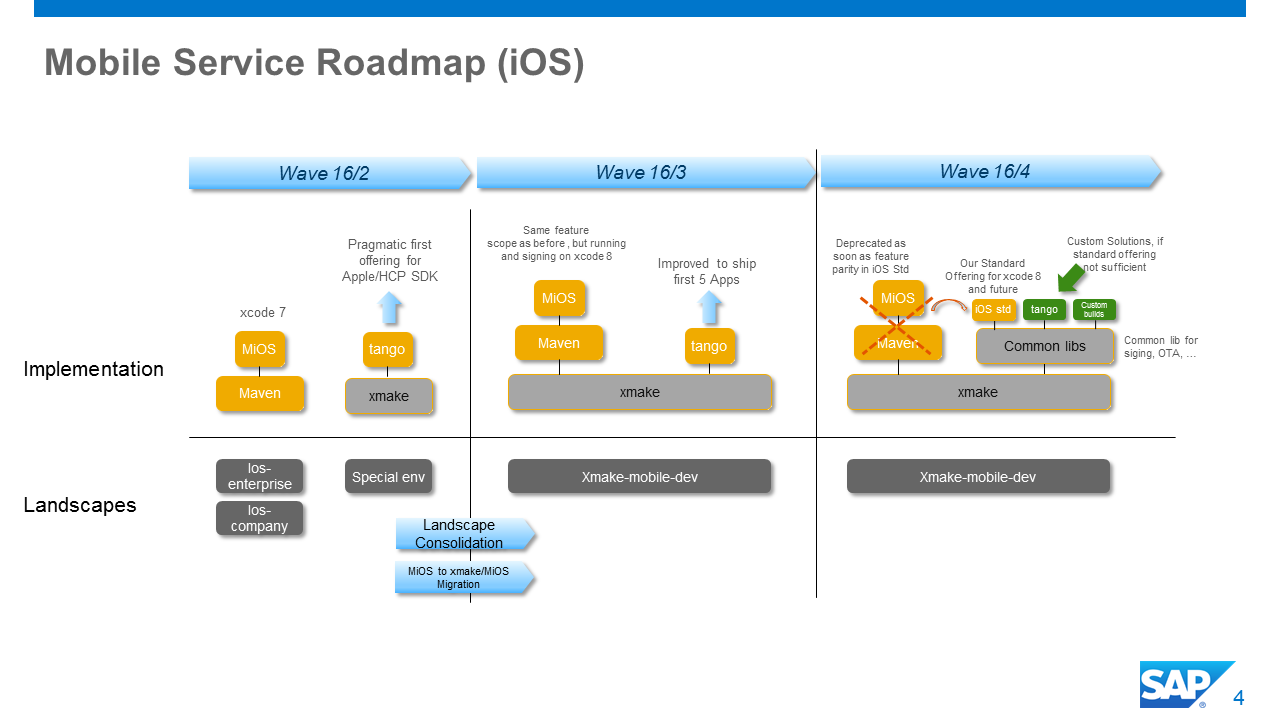 Mobile Service Roadmap (iOS)
Wave 16/2
Wave 16/3
Wave 16/4
Pragmatic first
offering for
Apple/HCP SDK
xcode 7
MiOS
Maven
tango
xmake
Same feature
scope as before, but running
and signing on xcode 8
Improved to ship
first 5 Apps
MiOS
Maven
tango
xmake
Deprecated as
soon as feature
parity in iOS Std
Our Standard
Offering for xcode 8
and future
Custom Solutions, if
standard offering
not sufficient
MiOS
Maven
iOS std
tango
Custom
builds
Common libs
Common lib for
siging, OTA, …
xmake
Implementation
Landscapes
Ios-
enterprise
Ios-
company
Special env
Xmake-mobile-dev
Xmake-mobile-dev
Landscape
Consolidation
MiOS to xmake/MiOS
Migration
SAP ®
4